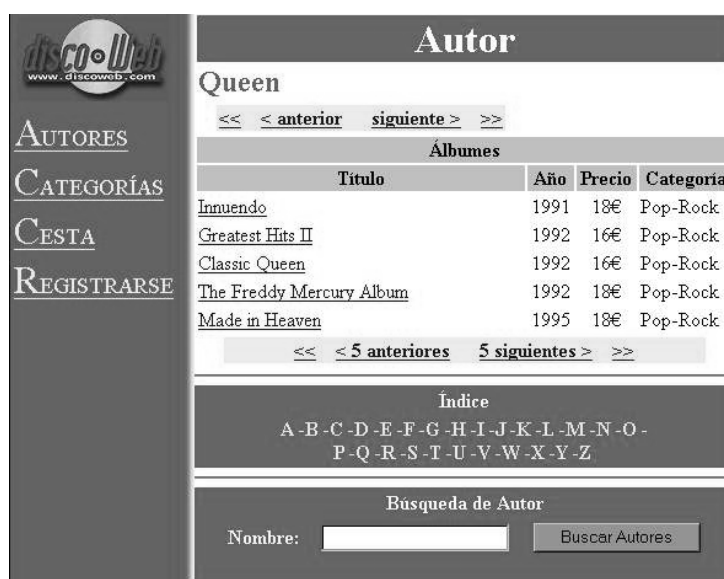 disco Web
www.discoweb.com
AUTORES
CATEGORÍAS
CESTA
REGISTRARSE
Autor
Queen
<< < anterior siguiente > >>
Álbumes
Título Año Precio Categoría
Innuendo 1991 18€ Pop-Rock
Greatest Hits II 1992 16€ Pop-Rock
Classic Queen 1992 16€ Pop-Rock
The Freddy Mercury Album 1992 18€ Pop-Rock
Made in Heaven 1995 18€ Pop-Rock
<< < 5 anteriores 5 siguientes > >>
Índice
A -B -C -D -E -F -G -H -I -J -K -L -M -N -O -
P -Q -R -S -T -U -V -W -X -Y -Z
Búsqueda de Autor
Nombre: Buscar Autores